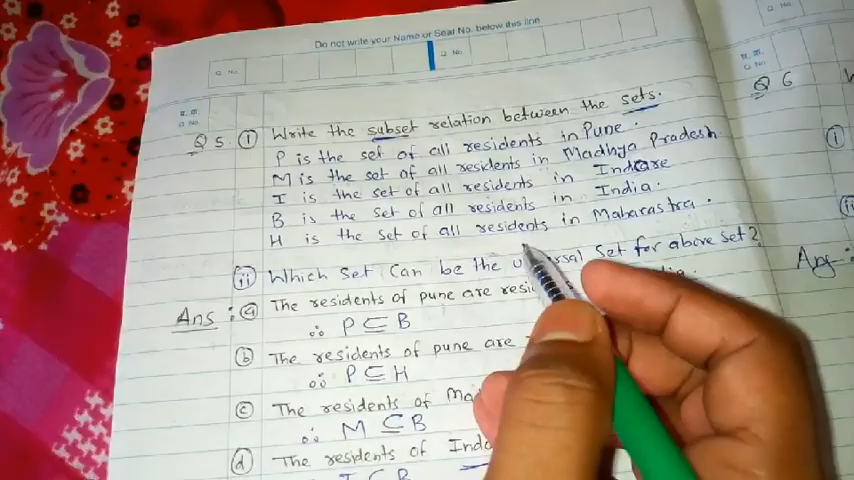 Do not write your Name or Seat No. below this line
Q. No.
Q. No.
प्र. क्र.
Q. No.
Q 5. (i) Write the subset relation between the sets.
P is the set of all residents in Pune.
M is the set of all residents in Madhya Pradesh
I is the set of all residents in Indore
B is the set of all residents in India.
H is the set of all residents in Maharastra.
(ii) Which set can be the set for above set?
Ans: (a) The residents of pune are
∴ P ⊆ B
(b) The residents of pune are
∴ P ⊆ H
(c) The residents of
∴ M ⊆ B
(d) The residents of
I ⊆ B
Q. No.
Q 6
(i)
Ans:-